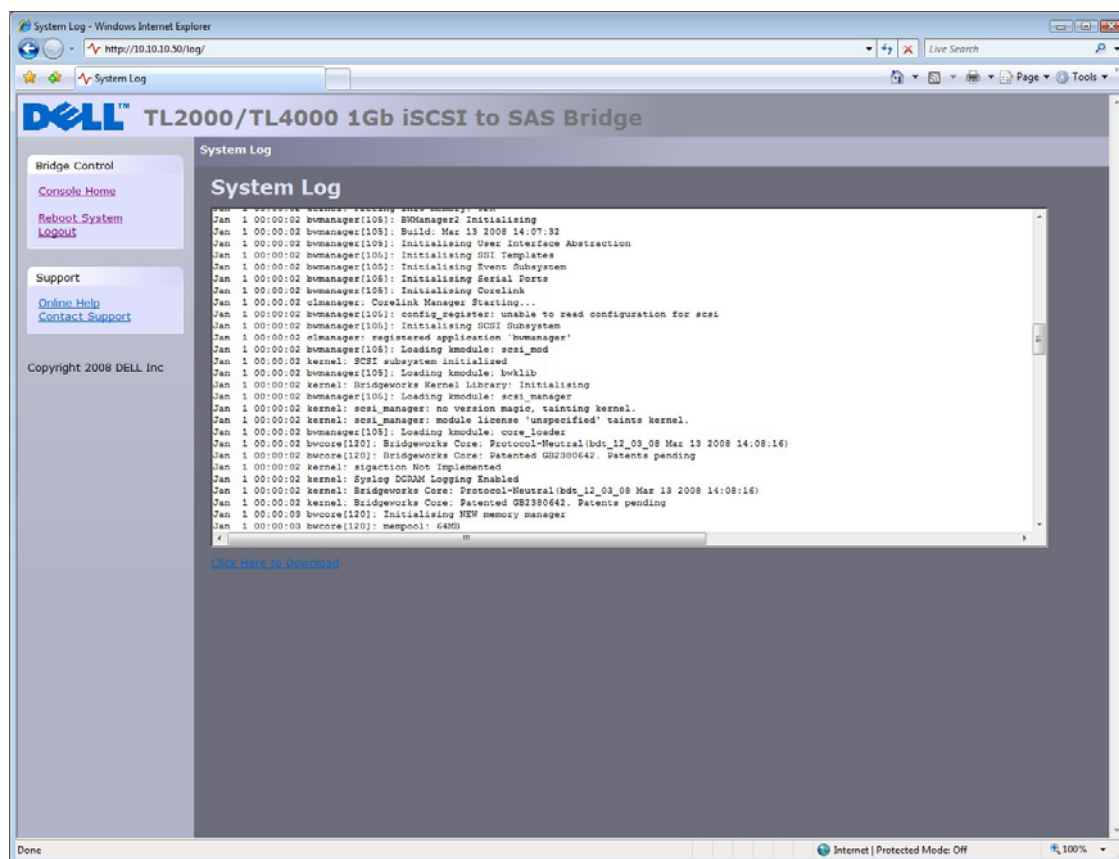 System Log - Windows Internet Explorer
http://10.10.10.50/log/
Live Search
System Log
Page
Tools
DELL™ TL2000/TL4000 1Gb iSCSI to SAS Bridge
System Log
Bridge Control
Console Home
Reboot System
Logout
Support
Online Help
Contact Support
Copyright 2008 DELL Inc
System Log
Jan 1 00:00:02 bwmanager[105]: BWManager2 Initialising
Jan 1 00:00:02 bwmanager[105]: Build: Mar 13 2008 14:07:32
Jan 1 00:00:02 bwmanager[105]: Initialising User Interface Abstraction
Jan 1 00:00:02 bwmanager[105]: Initialising SSI Templates
Jan 1 00:00:02 bwmanager[105]: Initialising Event Subsystem
Jan 1 00:00:02 bwmanager[105]: Initialising Serial Ports
Jan 1 00:00:02 bwmanager[105]: Initialising Corelink
Jan 1 00:00:02 clmanager: Corelink Manager Starting...
Jan 1 00:00:02 bwmanager[105]: config_register: unable to read configuration for scsi
Jan 1 00:00:02 bwmanager[105]: Initialising SCSI Subsystem
Jan 1 00:00:02 clmanager: registered application 'bwmanager'
Jan 1 00:00:02 bwmanager[105]: Loading kmodule: scsi_mod
Jan 1 00:00:02 kernel: SCSI subsystem initialized
Jan 1 00:00:02 bwmanager[105]: Loading kmodule: bwklib
Jan 1 00:00:02 kernel: Bridgeworks Kernel Library: Initialising
Jan 1 00:00:02 bwmanager[105]: Loading kmodule: scsi_manager
Jan 1 00:00:02 kernel: scsi_manager: no version magic, tainting kernel.
Jan 1 00:00:02 kernel: scsi_manager: module license 'unspecified' taints kernel.
Jan 1 00:00:02 bwmanager[105]: Loading kmodule: core_loader
Jan 1 00:00:02 bwcore[120]: Bridgeworks Core: Protocol-Neutral(bdt_12_03_08 Mar 13 2008 14:08:16)
Jan 1 00:00:02 bwcore[120]: Bridgeworks Core: Patented GB2380642. Patents pending
Jan 1 00:00:02 kernel: sigaction Not Implemented
Jan 1 00:00:02 kernel: Syslog DGRAM Logging Enabled
Jan 1 00:00:02 kernel: Bridgeworks Core: Protocol-Neutral(bdt_12_03_08 Mar 13 2008 14:08:16)
Jan 1 00:00:02 kernel: Bridgeworks Core: Patented GB2380642. Patents pending
Jan 1 00:00:03 bwcore[120]: Initialising NEW memory manager
Jan 1 00:00:03 bwcore[120]: mempool: 64MB
Click Here to Download
Done
Internet | Protected Mode: Off
100%